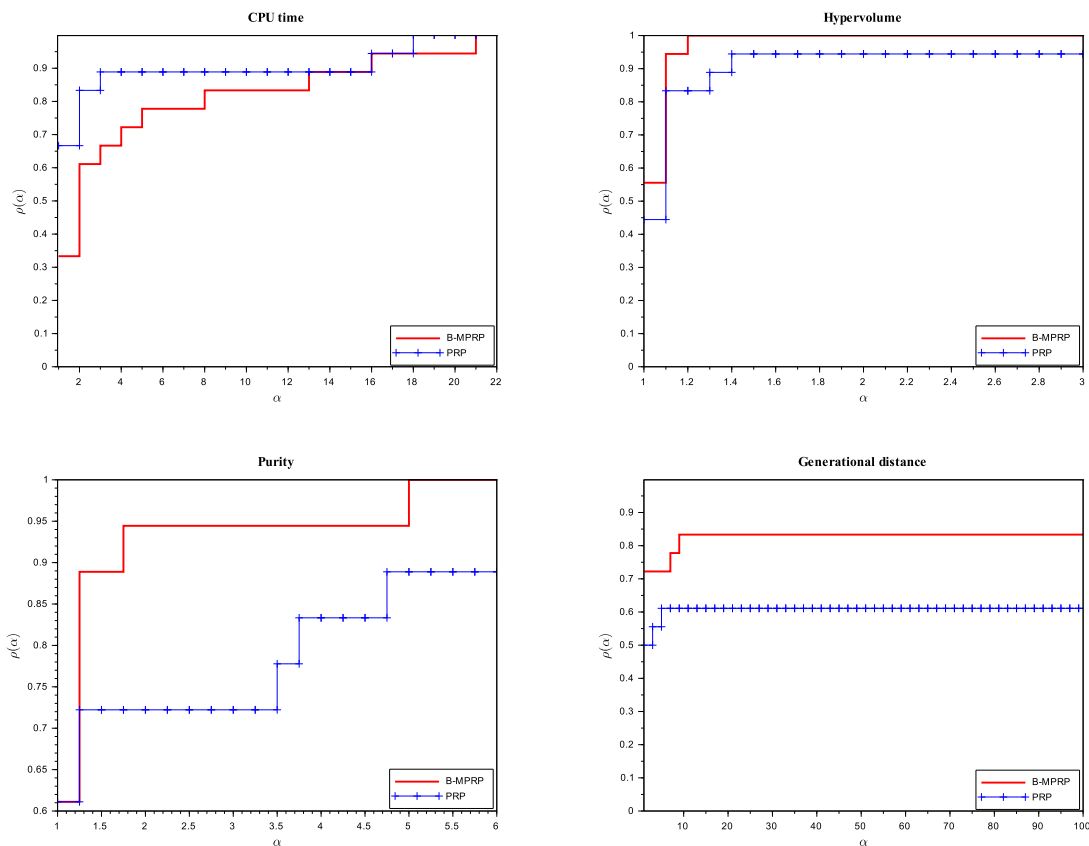 CPU time
1
0.9
0.8
0.7
0.6
0.5
0.4
0.3
0.2
0.1
0
ρ(α)
2 4 6 8 10 12 14 16 18 20 22
α
B-MPRP
PRP
Hypervolume
1
0.9
0.8
0.7
0.6
0.5
0.4
0.3
0.2
0.1
0
ρ(α)
1 1.2 1.4 1.6 1.8 2 2.2 2.4 2.6 2.8 3
α
B-MPRP
PRP
Purity
1
0.95
0.9
0.85
0.8
0.75
0.7
0.65
0.6
ρ(α)
1 1.5 2 2.5 3 3.5 4 4.5 5 5.5 6
α
B-MPRP
PRP
Generational distance
0.9
0.8
0.7
0.6
0.5
0.4
0.3
0.2
0.1
0
ρ(α)
10 20 30 40 50 60 70 80 90 100
α
B-MPRP
PRP